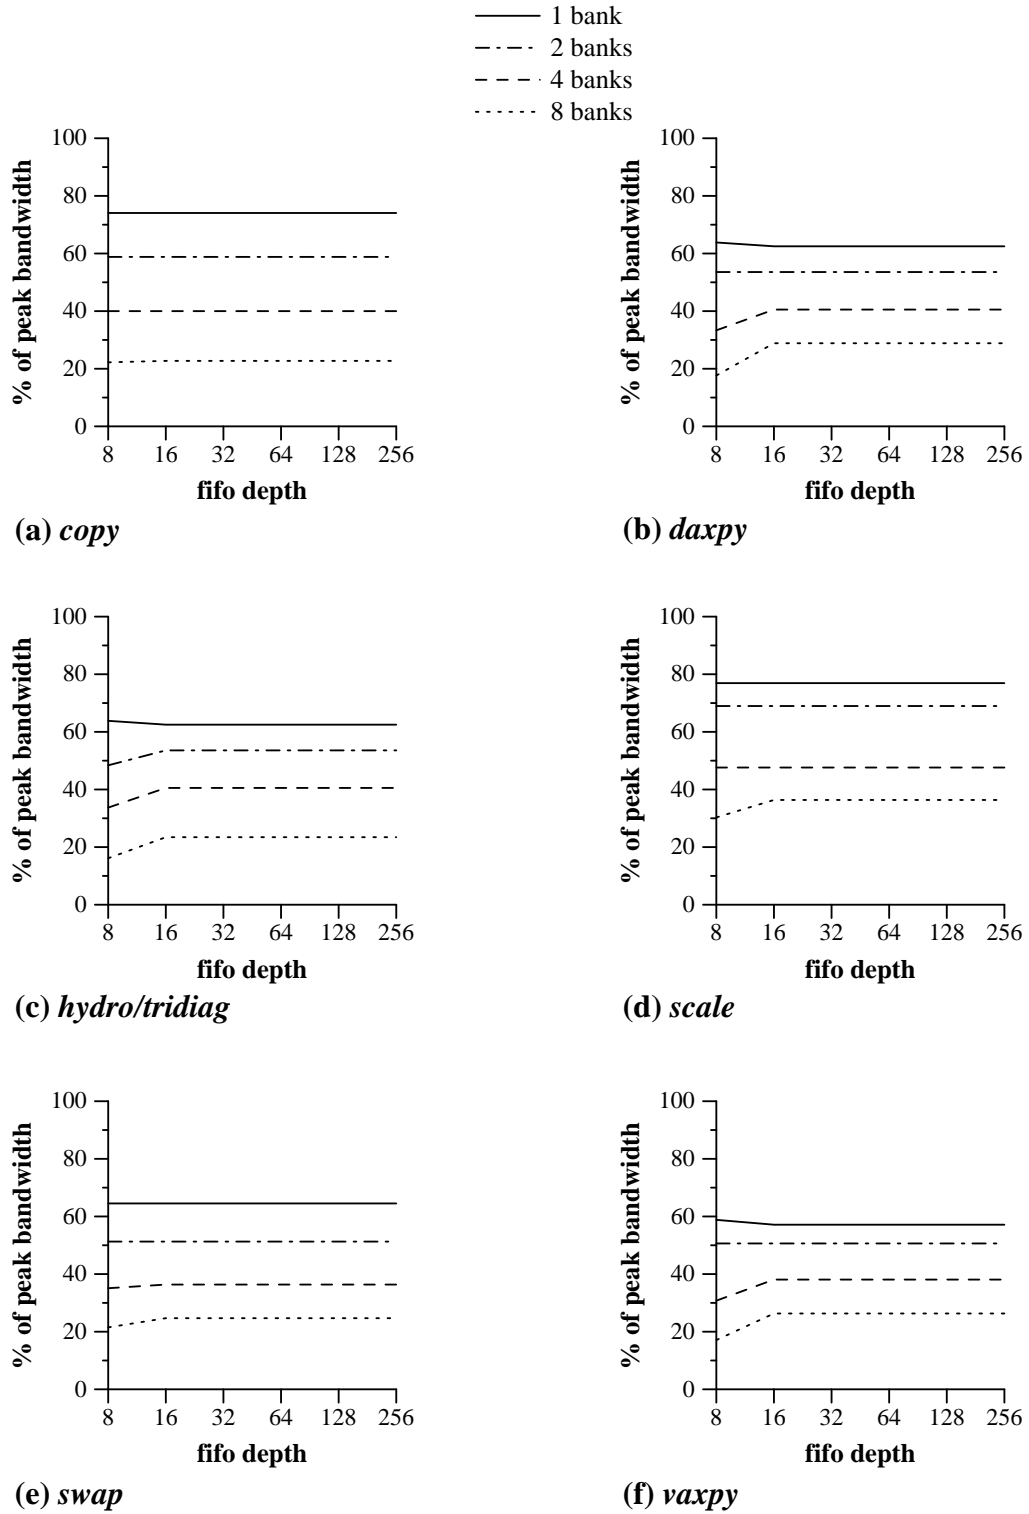 1 bank
2 banks
4 banks
8 banks
% of peak bandwidth
100
80
60
40
20
0
8 16 32 64 128 256
fifo depth
(a) copy
% of peak bandwidth
100
80
60
40
20
0
8 16 32 64 128 256
fifo depth
(b) daxpy
% of peak bandwidth
100
80
60
40
20
0
8 16 32 64 128 256
fifo depth
(c) hydro/tridiag
% of peak bandwidth
100
80
60
40
20
0
8 16 32 64 128 256
fifo depth
(d) scale
% of peak bandwidth
100
80
60
40
20
0
8 16 32 64 128 256
fifo depth
(e) swap
% of peak bandwidth
100
80
60
40
20
0
8 16 32 64 128 256
fifo depth
(f) vaxpy